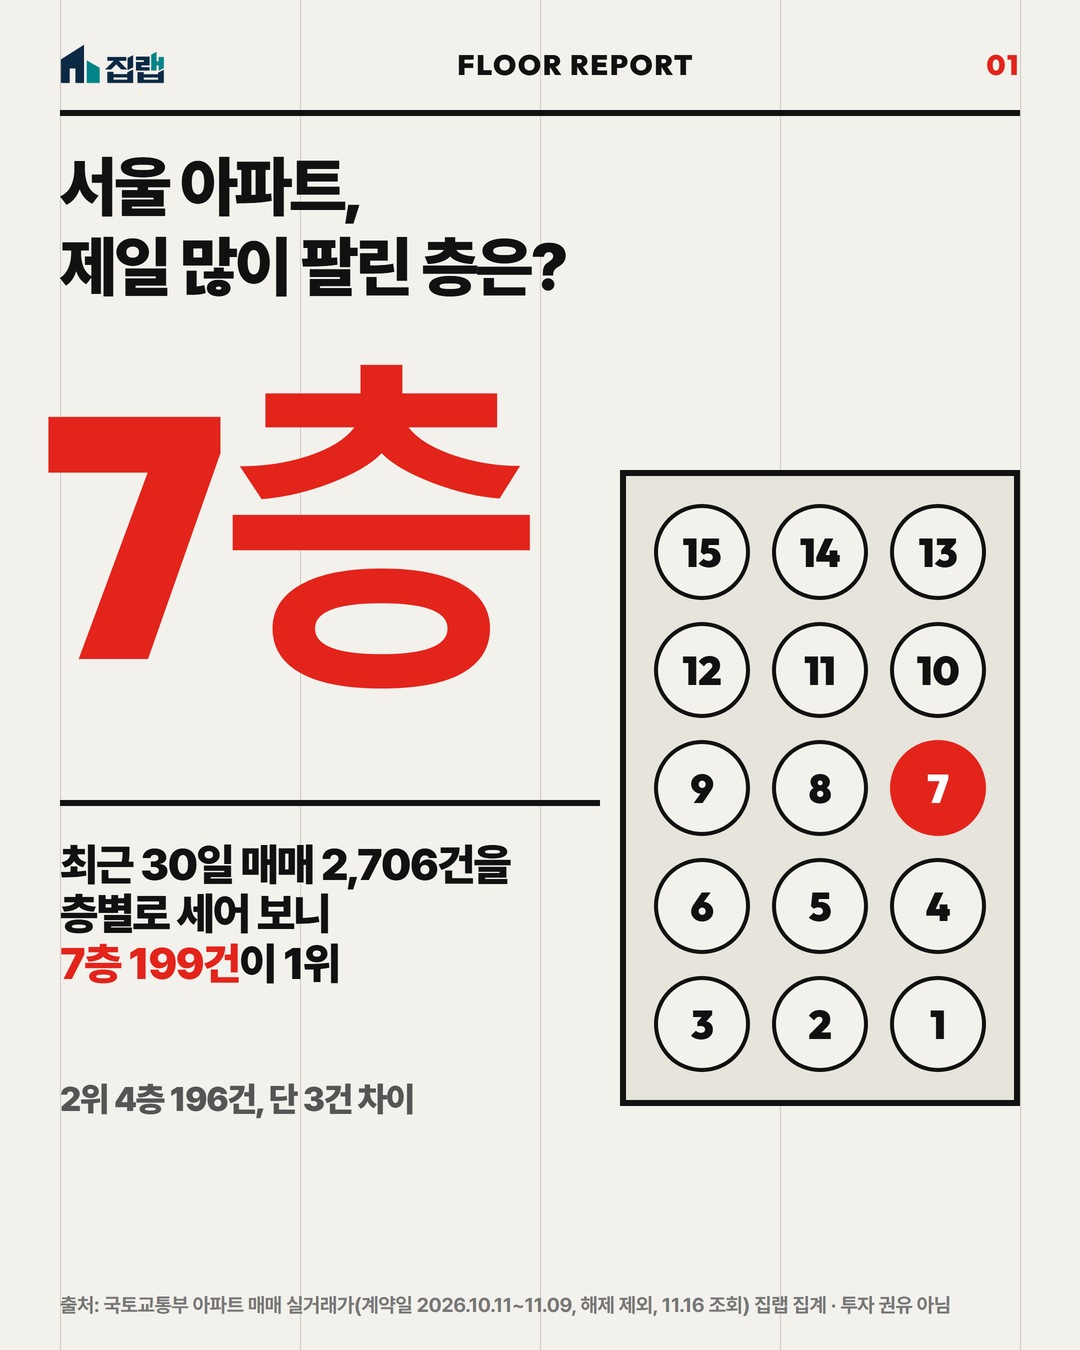 집랩
FLOOR REPORT
01
서울 아파트,
제일 많이 팔린 층은?
7층
15 14 13
12 11 10
9 8 7
6 5 4
3 2 1
최근 30일 매매 2,706건을
층별로 세어 보니
7층 199건이 1위
2위 4층 196건, 단 3건 차이
출처: 국토교통부 아파트 매매 실거래가(계약일 2026.10.11~11.09, 해제 제외, 11.16 조회) 집랩 집계 · 투자 권유 아님